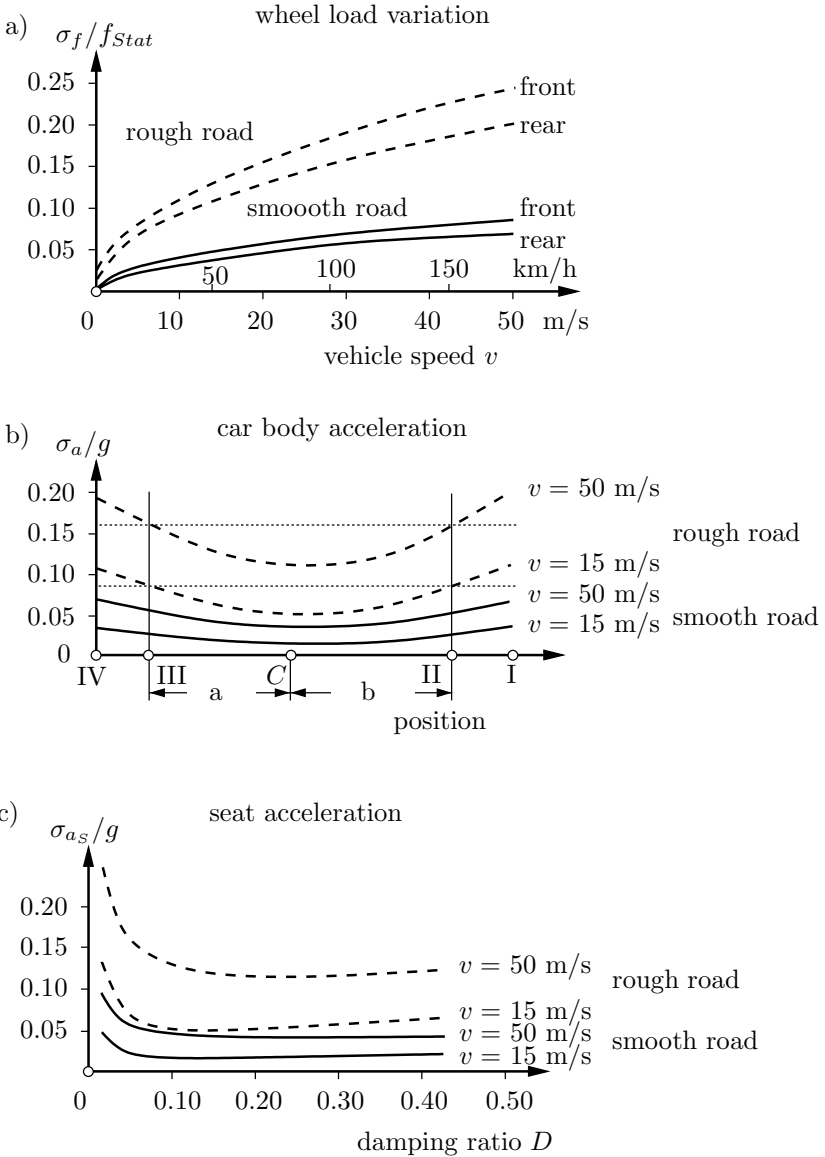 wheel load variation
a) σ_f/f_Stat
0.25
front
0.20
rear
rough road
0.15
0.10
smoooth road
front
0.05
rear
50
100
150
km/h
0 10 20 30 40 50 m/s
vehicle speed v
b)
car body acceleration
σ_a/g
0.20
v = 50 m/s
0.15
rough road
0.10
v = 15 m/s
v = 50 m/s
0.05
v = 15 m/s
smooth road
0
IV III C II I
a b
position
c)
seat acceleration
σ_{a_S}/g
0.20
0.15
v = 50 m/s
rough road
0.10
v = 15 m/s
0.05
v = 50 m/s
smooth road
v = 15 m/s
0 0.10 0.20 0.30 0.40 0.50
damping ratio D